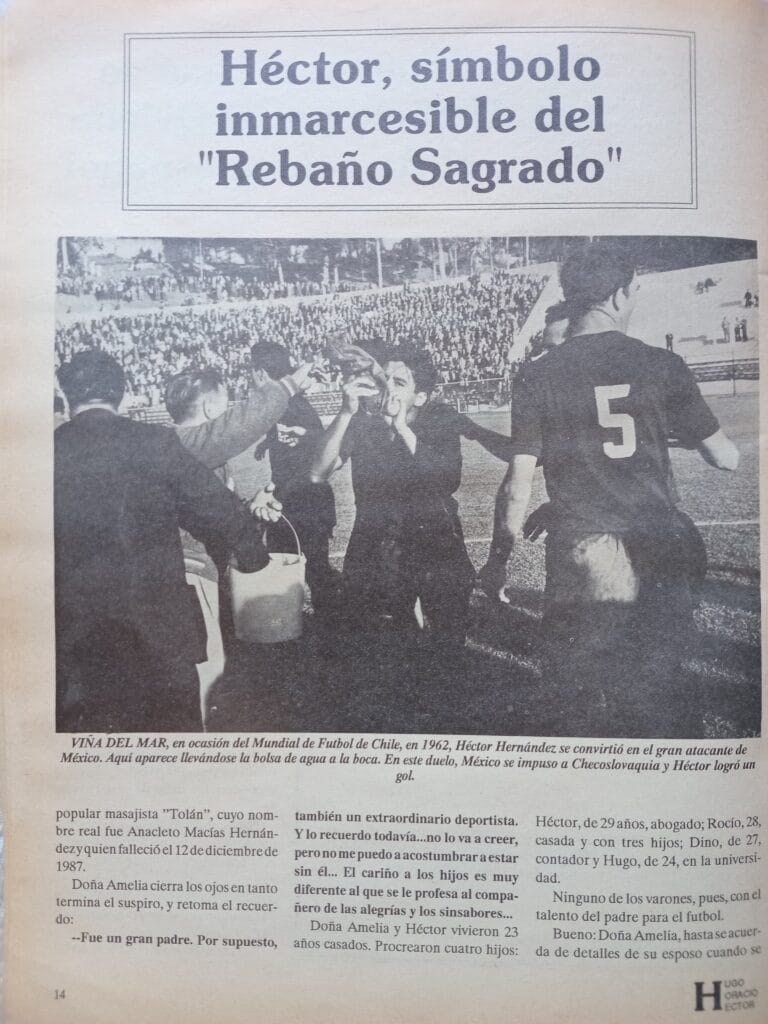 Héctor, símbolo
inmarcesible del
"Rebaño Sagrado"
5
VIÑA DEL MAR, en ocasión del Mundial de Futbol de Chile, en 1962, Héctor Hernández se convirtió en el gran atacante de
México. Aquí aparece llevándose la bolsa de agua a la boca. En este duelo, México se impuso a Checoslovaquia y Héctor logró un
gol.
popular masajista "Tolán", cuyo nom-
bre real fue Anacleto Macías Hernán-
dez y quien falleció el 12 de diciembre de
1987.
Doña Amelia cierra los ojos en tanto
termina el suspiro, y retoma el recuer-
do:
--Fue un gran padre. Por supuesto,
también un extraordinario deportista.
Y lo recuerdo todavía...no lo va a creer,
pero no me puedo a acostumbrar a estar
sin él... El cariño a los hijos es muy
diferente al que se le profesa al compa-
ñero de las alegrías y los sinsabores...
Doña Amelia y Héctor vivieron 23
años casados. Procrearon cuatro hijos:
Héctor, de 29 años, abogado; Rocío, 28,
casada y con tres hijos; Dino, de 27,
contador y Hugo, de 24, en la universi-
dad.
Ninguno de los varones, pues, con el
talento del padre para el futbol.
Bueno: Doña Amelia, hasta se acuer-
da de detalles de su esposo cuando se
14
HUGO
HORACIO
HECTOR